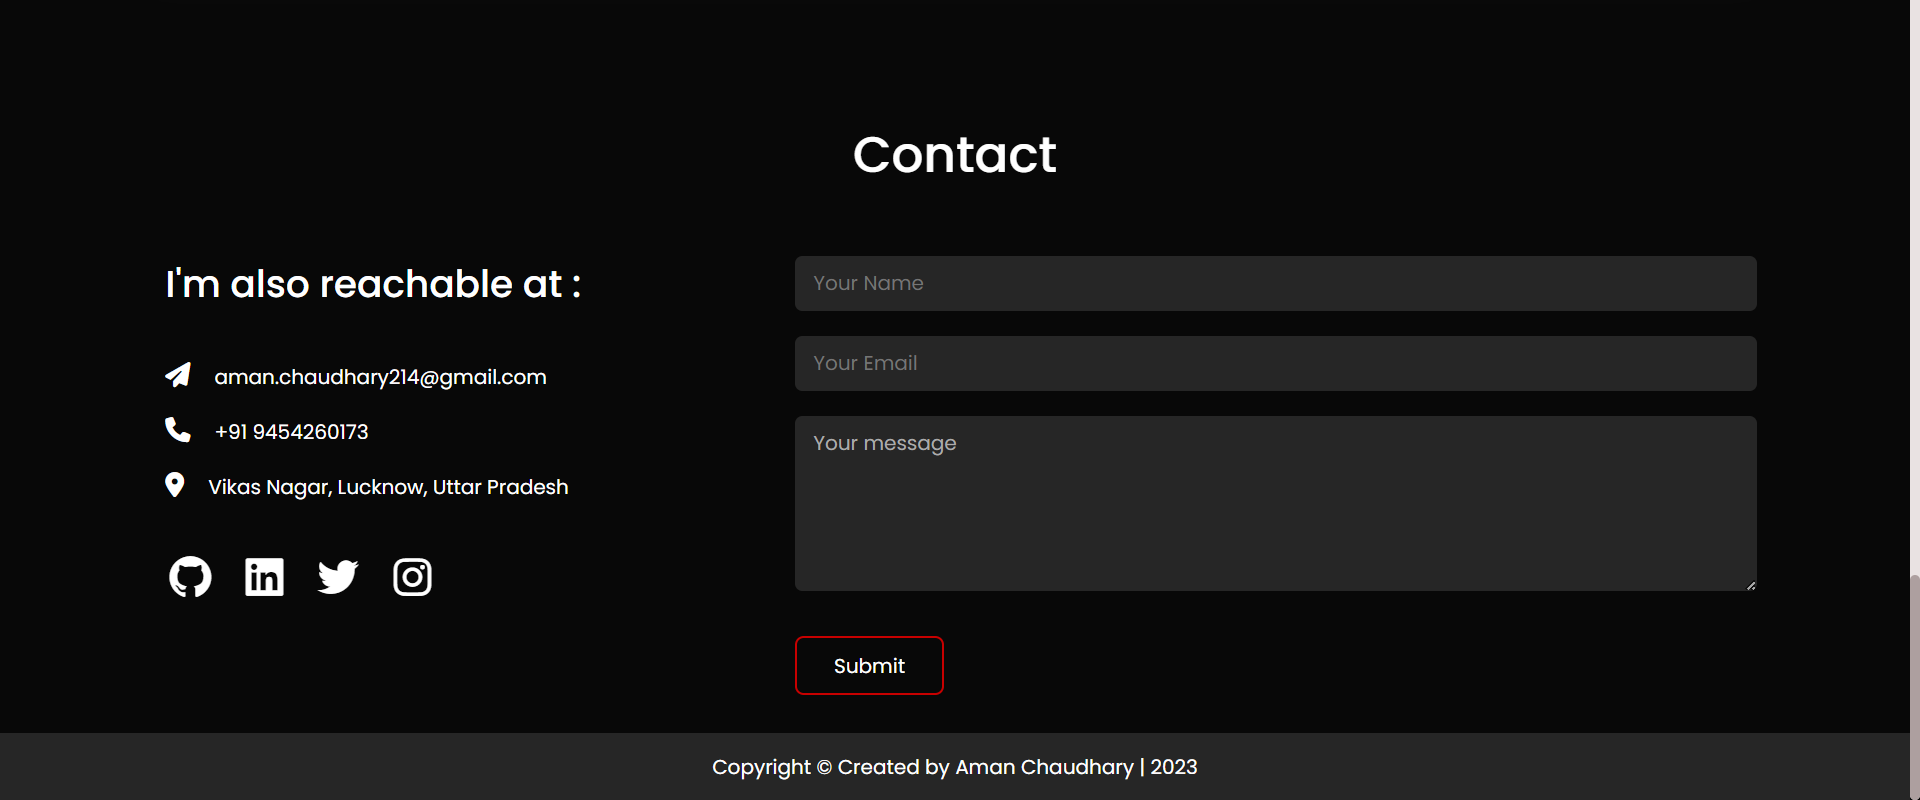 Contact
I'm also reachable at :
aman.chaudhary214@gmail.com
+91 9454260173
Vikas Nagar, Lucknow, Uttar Pradesh
in
Your Name
Your Email
Your message
Submit
Copyright © Created by Aman Chaudhary | 2023